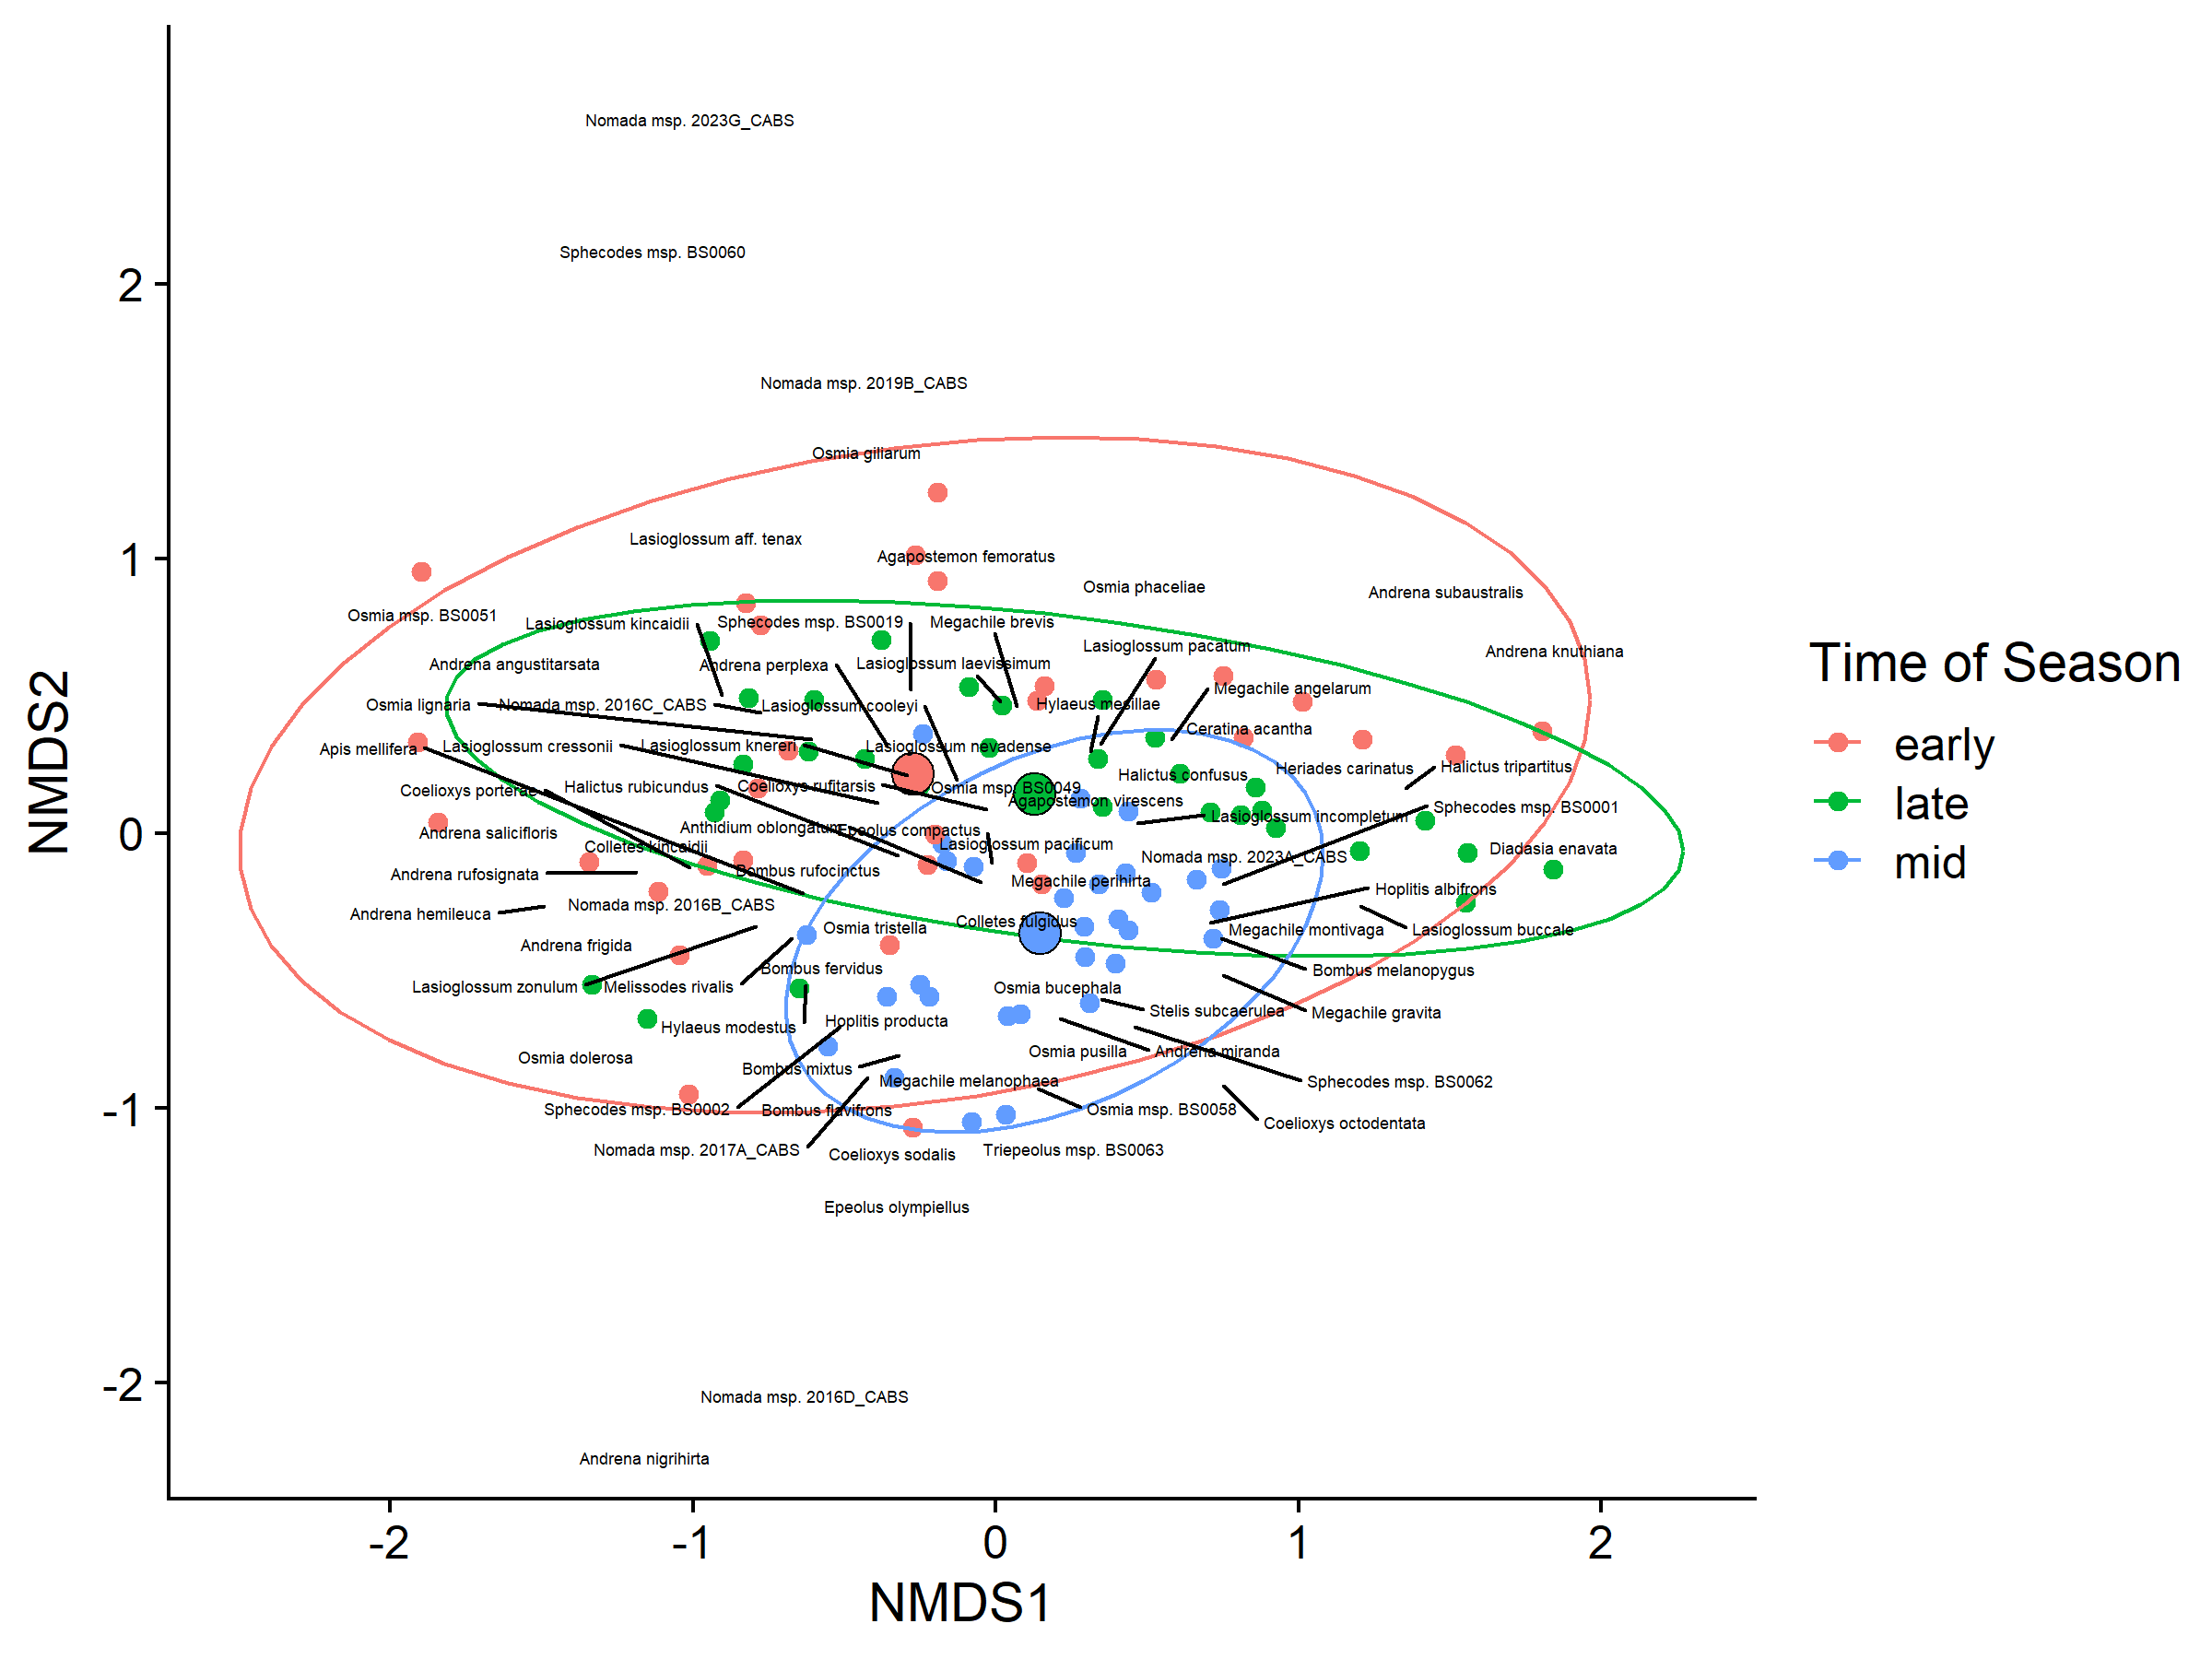 Nomada msp. 2023G_CABS
Sphecodes msp. BS0060
2
Nomada msp. 2019B_CABS
Osmia giliarum
Lasioglossum aff. tenax
1
Agapostemon femoratus
Osmia phaceliae
Andrena subaustralis
Osmia msp. BS0051
Lasioglossum kincaidii
Sphecodes msp. BS0019
Megachile brevis
Lasioglossum pacatum
Andrena knuthiana
Andrena angustitarsata
Andrena perplexa
Lasioglossum laevissimum
Megachile angelarum
Osmia lignaria
Nomada msp. 2016C_CABS
Lasioglossum cooleyi
Hylaeus mesillae
Ceratina acantha
Apis mellifera
Lasioglossum cressonii
Lasioglossum knereri
Lasioglossum nevadense
Halictus confusus
Heriades carinatus
Halictus tripartitus
Coelioxys porterae
Halictus rubicundus
Coelioxys rufitarsis
Osmia msp. BS0049
Agapostemon virescens
Sphecodes msp. BS0001
Lasioglossum incompletum
0
Andrena salicifloris
Anthidium oblongatum
Epeolus compactus
Lasioglossum pacificum
Colletes kincaidii
Nomada msp. 2023A_CABS
Diadasia enavata
Andrena rufosignata
Bombus rufocinctus
Megachile perihirta
Hoplitis albifrons
Andrena hemileuca
Nomada msp. 2016B_CABS
Osmia tristella
Colletes fulgidus
Megachile montivaga
Lasioglossum buccale
Andrena frigida
Bombus fervidus
Bombus melanopygus
Lasioglossum zonulum
Melissodes rivalis
Osmia bucephala
Stelis subcaerulea
Megachile gravita
Hylaeus modestus
Hoplitis producta
Osmia dolerosa
Osmia pusilla
Andrena miranda
Bombus mixtus
Megachile melanophaea
Sphecodes msp. BS0062
-1
Sphecodes msp. BS0002
Bombus flavifrons
Osmia msp. BS0058
Coelioxys octodentata
Nomada msp. 2017A_CABS
Coelioxys sodalis
Triepeolus msp. BS0063
Epeolus olympiellus
-2
Nomada msp. 2016D_CABS
Andrena nigrihirta
-2
-1
0
1
2
NMDS1
NMDS2
Time of Season
early
late
mid